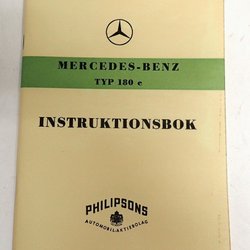 MERCEDES-BENZ
TYP 180 c
INSTRUKTIONSBOK
PHILIPSONS
AUTOMOBILAKTIEBOLAG